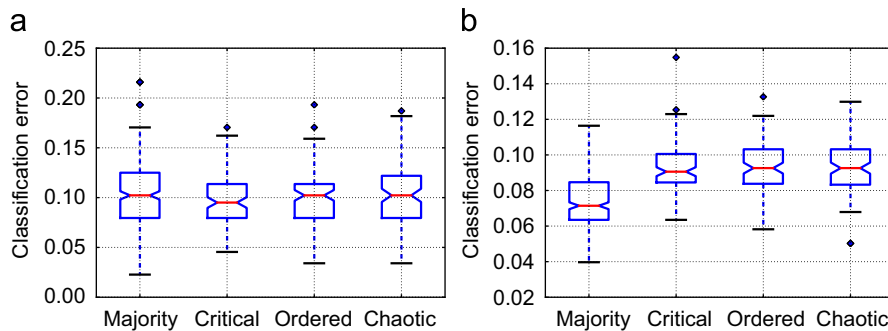 a
Classification error
0.25
0.20
0.15
0.10
0.05
0.00
Majority Critical Ordered Chaotic
b
Classification error
0.16
0.14
0.12
0.10
0.08
0.06
0.04
0.02
Majority Critical Ordered Chaotic